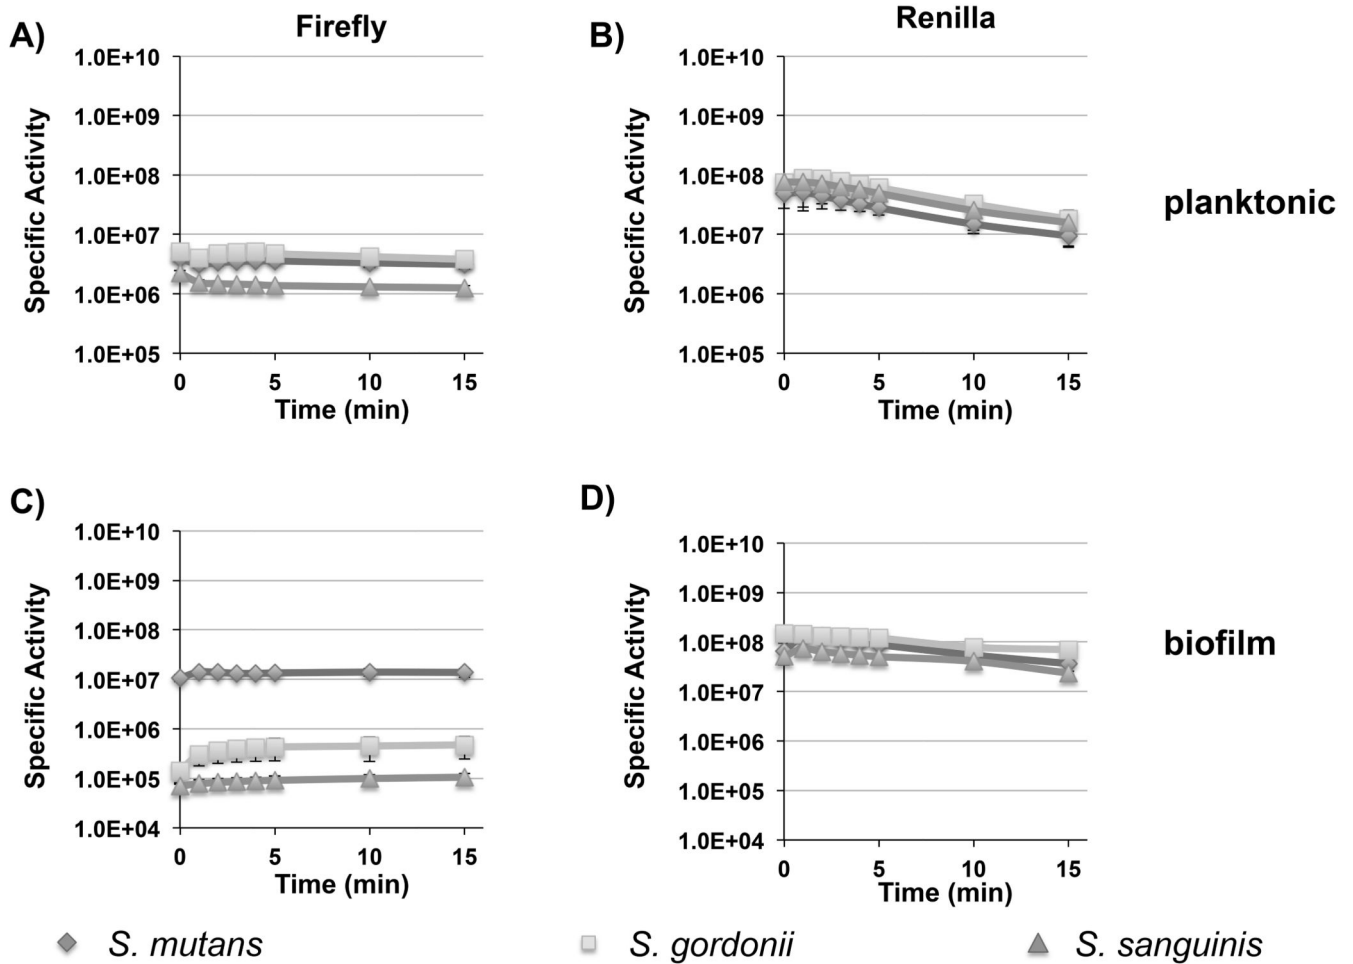 A)
Firefly
1.0E+10
1.0E+09
1.0E+08
1.0E+07
1.0E+06
1.0E+05
Specific Activity
0 5 10 15
Time (min)
B)
Renilla
1.0E+10
1.0E+09
1.0E+08
1.0E+07
1.0E+06
1.0E+05
Specific Activity
0 5 10 15
Time (min)
planktonic
C)
1.0E+10
1.0E+09
1.0E+08
1.0E+07
1.0E+06
1.0E+05
1.0E+04
Specific Activity
0 5 10 15
Time (min)
D)
1.0E+10
1.0E+09
1.0E+08
1.0E+07
1.0E+06
1.0E+05
1.0E+04
Specific Activity
0 5 10 15
Time (min)
biofilm
S. mutans S. gordonii S. sanguinis